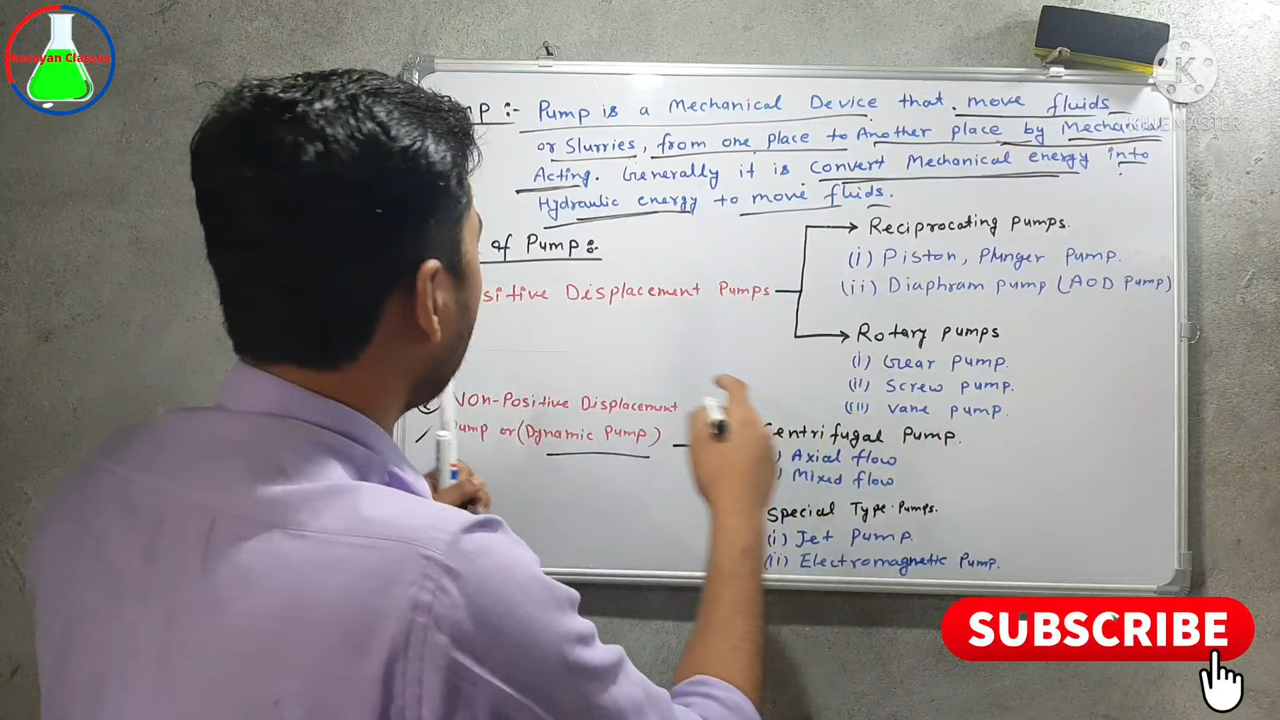 Rasayan Classes
Pump is a Mechanical Device that move fluids
KINEMASTER
or Slurries, from one place to Another place by Mechanical
Acting. Generally it is Convert Mechanical energy into
Hydraulic energy to move fluids.
of Pump:-
Reciprocating pumps.
(i) Piston, Plunger Pump.
(ii) Diaphram pump (AOD Pump)
sitive Displacement Pumps
Rotary pumps
(i) Gear pump.
(ii) Screw pump.
(iii) Vane pump.
Non-Positive Displacement
ump or (Dynamic Pump)
Centrifugal Pump.
) Axial flow
) Mixed flow
Special Type Pumps.
(i) Jet Pump.
(ii) Electromagnetic Pump.
SUBSCRIBE